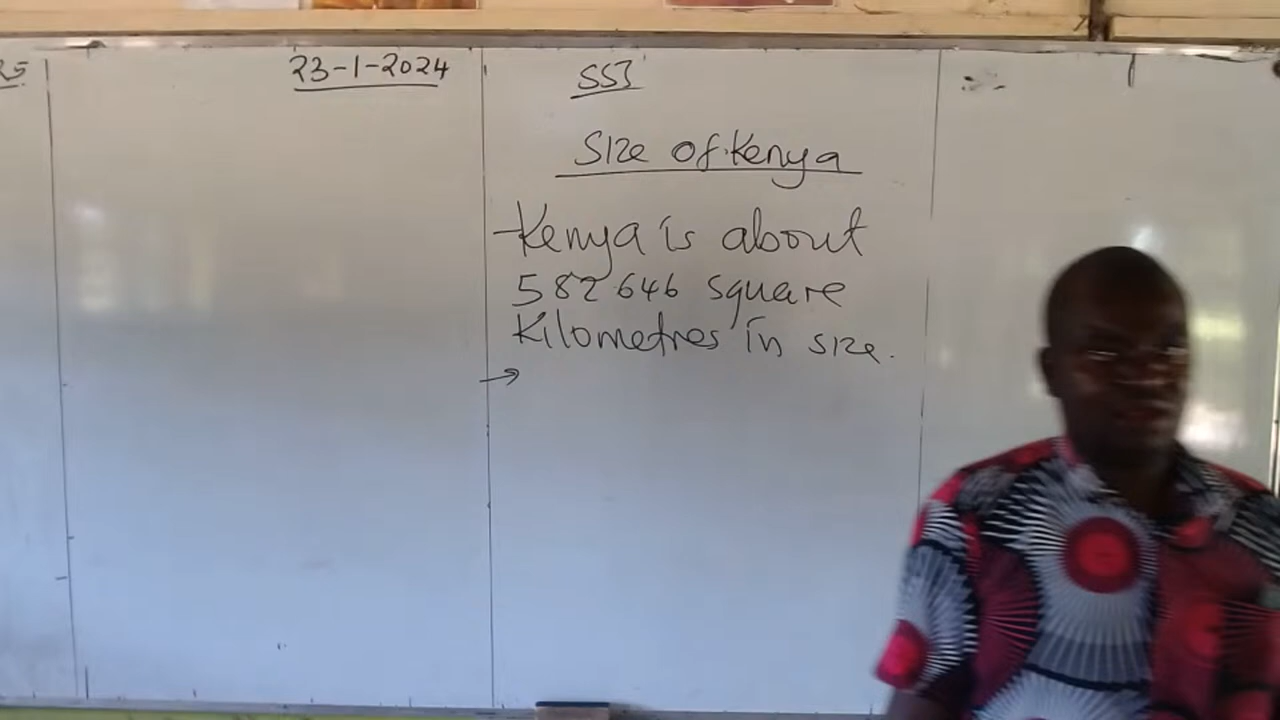 23-1-2024
SS3
Size of Kenya
-Kenya is about
582 646 square
Kilometres in size.
→